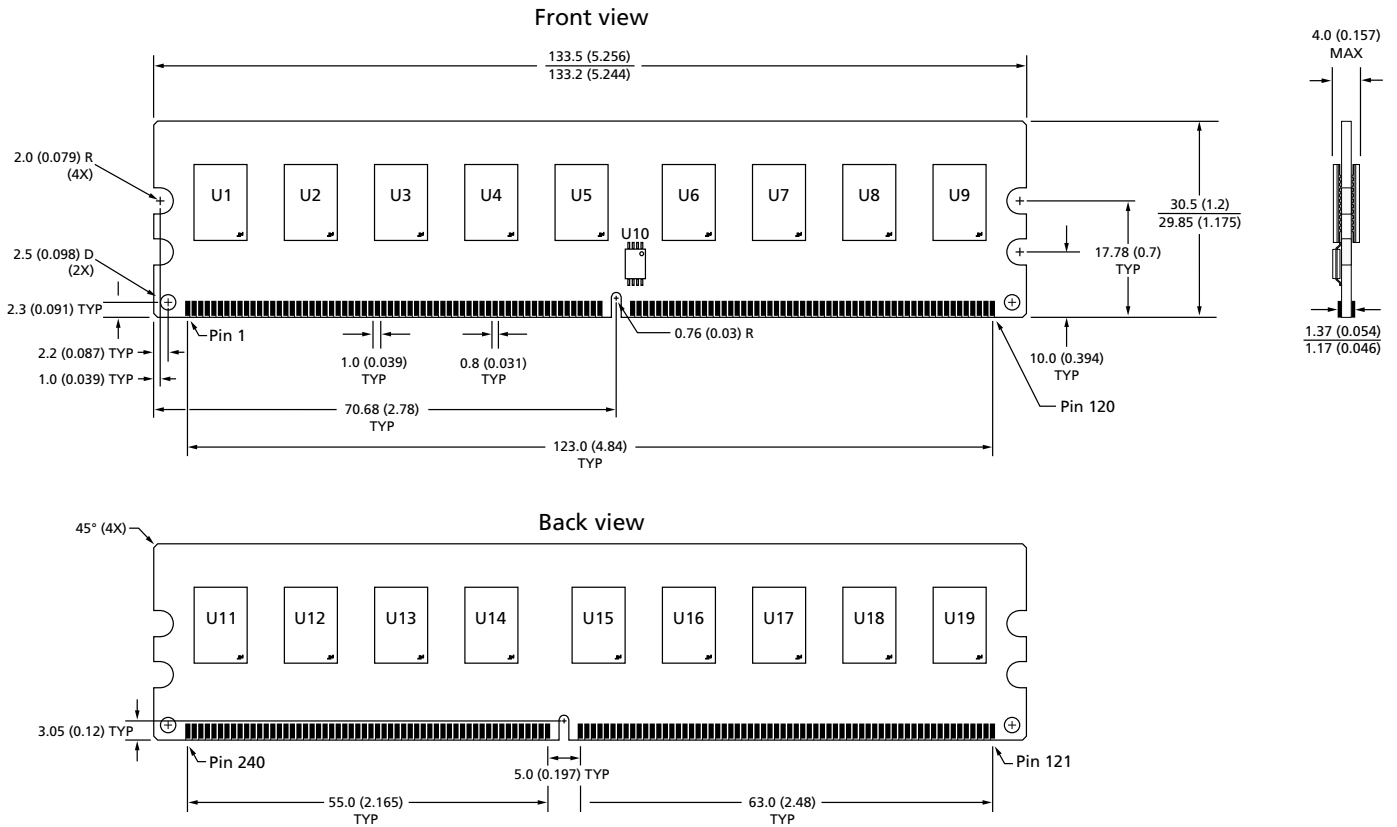 Front view
133.5 (5.256)
133.2 (5.244)
4.0 (0.157)
MAX
2.0 (0.079) R
(4X)
U1
U2
U3
U4
U5
U6
U7
U8
U9
U10
30.5 (1.2)
29.85 (1.175)
17.78 (0.7)
TYP
2.5 (0.098) D
(2X)
2.3 (0.091) TYP
Pin 1
0.76 (0.03) R
2.2 (0.087) TYP
1.0 (0.039)
TYP
0.8 (0.031)
TYP
10.0 (0.394)
TYP
1.37 (0.054)
1.17 (0.046)
1.0 (0.039) TYP
70.68 (2.78)
TYP
Pin 120
123.0 (4.84)
TYP
Back view
45° (4X)
U11
U12
U13
U14
U15
U16
U17
U18
U19
3.05 (0.12) TYP
Pin 240
5.0 (0.197) TYP
Pin 121
55.0 (2.165)
TYP
63.0 (2.48)
TYP